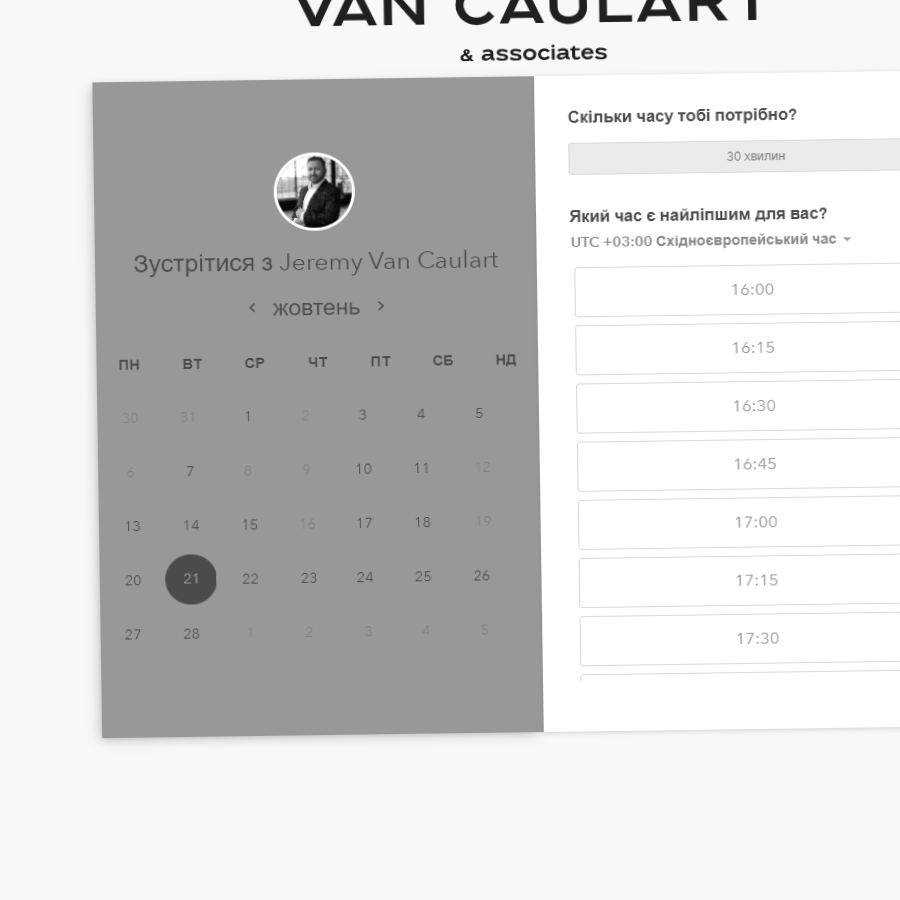 VAN CAULART
& associates
Зустрітися з Jeremy Van Caulart
жовтень
ПН ВТ СР ЧТ ПТ СБ НД
30 31 1 2 3 4 5
6 7 8 9 10 11 12
13 14 15 16 17 18 19
20 21 22 23 24 25 26
27 28 1 2 3 4 5
Скільки часу тобі потрібно?
30 хвилин
Який час є найліпшим для вас?
UTC +03:00 Східноєвропейський час
16:00
16:15
16:30
16:45
17:00
17:15
17:30